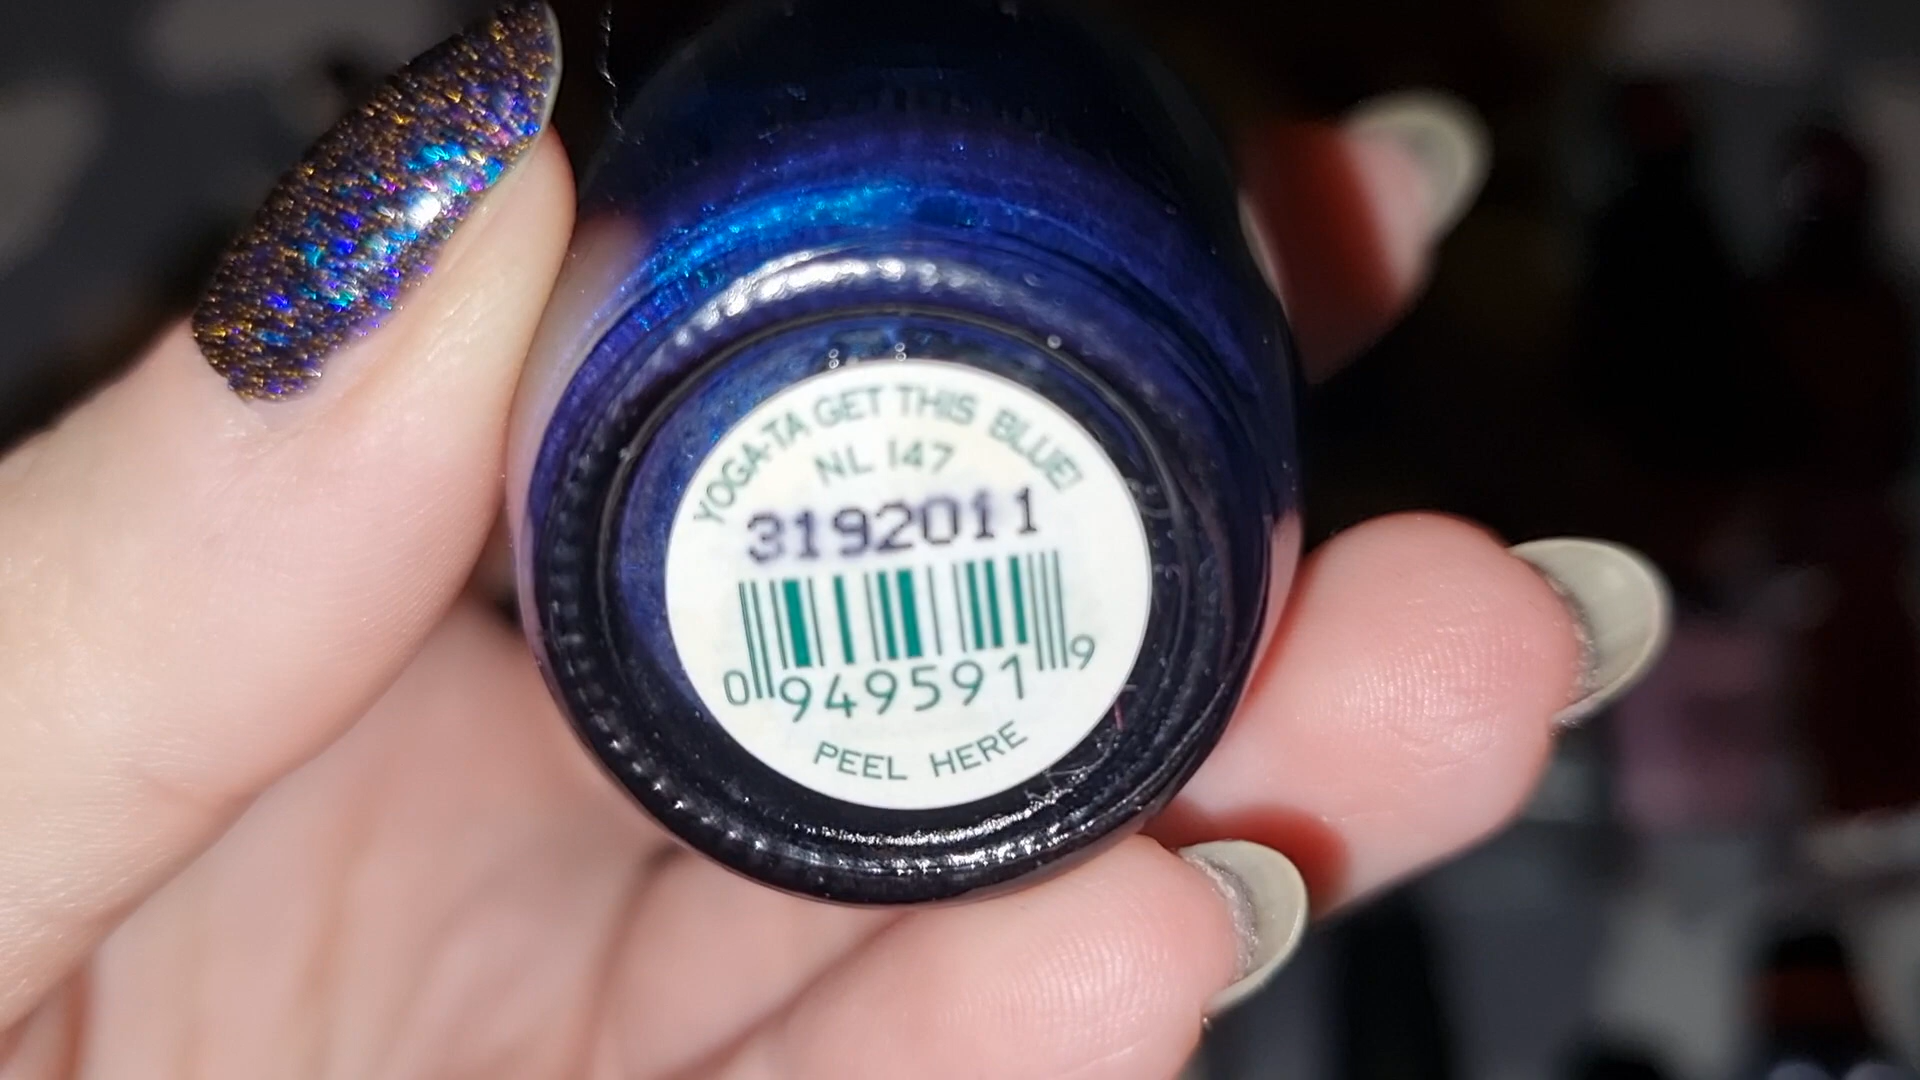 YOGA-TA GET THIS BLUE!
NL I47
3192011
0 949591 9
PEEL HERE